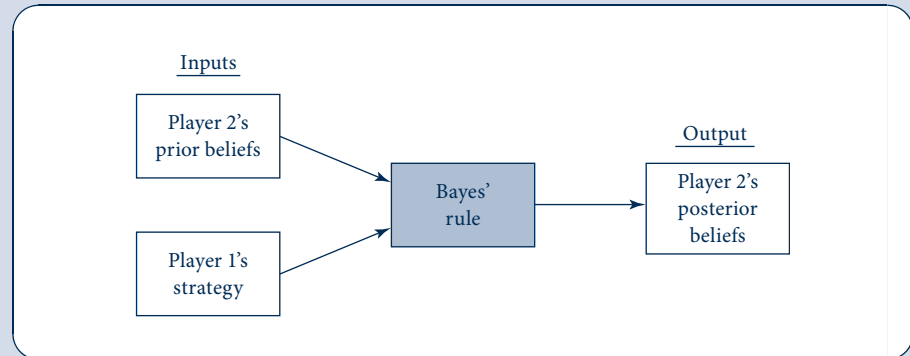 Inputs
Player 2’s
prior beliefs
Player 1’s
strategy
Bayes’
rule
Output
Player 2’s
posterior
beliefs